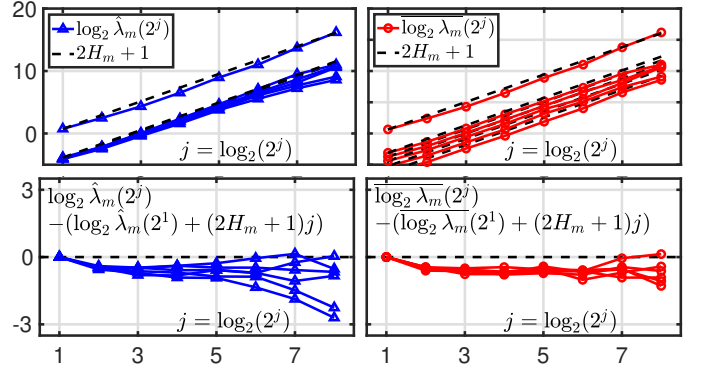 20
10
0
log₂ λ̂ₘ(2ʲ)
2Hₘ + 1
j = log₂(2ʲ)
log₂ λₘ(2ʲ)
2Hₘ + 1
j = log₂(2ʲ)
3
0
-3
log₂ λ̂ₘ(2ʲ)
−(log₂ λ̂ₘ(2¹) + (2Hₘ + 1)j)
j = log₂(2ʲ)
1 3 5 7
log₂ λₘ(2ʲ)
−(log₂ λₘ(2¹) + (2Hₘ + 1)j)
j = log₂(2ʲ)
1 3 5 7